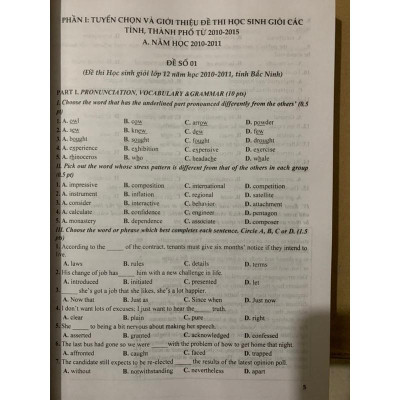 PHẦN I: TUYỂN CHỌN VÀ GIỚI THIỆU ĐỀ THI HỌC SINH GIỎI CÁC
TỈNH, THÀNH PHỐ TỪ 2010-2015
A. NĂM HỌC 2010-2011
ĐỀ SỐ 01
(Đề thi Học sinh giỏi lớp 12 năm học 2010-2011, tỉnh Bắc Ninh)
PART I. PRONUNCIATION, VOCABULARY &GRAMMAR (10 pts)
I. Choose the word that has the underlined part pronounced differently from the others' (0.5
pt)
1. A. owl B. cow C. arrow D. powder
2. A. sew B. knew C. dew D. few
3. A. bought B. sought C. fought D. drought
4. A. experience B. exhibition C. expensive D. exercise
5. A. rhinoceros B. who C. headache D. whale
II. Pick out the word whose stress pattern is different from that of the others in each group
(0.5 pt)
1. A. impressive B. composition C. international D. competition
2. A. instrument B. inflation C. novelist D. satellite
3. A. consider B. interactive C. behavior D. attachment
4. A. calculate B. confidence C. engineer D. pentagon
5. A. monastery B. dependence C. associate D. component
III. Choose the word or phrase which best completes each sentence. Circle A, B, C or D. (1.5
pt)
1. According to the ____ of the contract, tenants must give six months' notice if they intend to
live.
A. laws B. rules C. details D. terms
2. His change of job has ____ him with a new challenge in life.
A. introduced B. initiated C. presented D. let
3. ____ she's got a job that she likes, she's a lot happier.
A. Now that B. Just as C. Since when D. Just now
4. I don't want lots of excuses; I just want to hear the ____ truth.
A. clear B. plain C. pure D. right
5. She ____ to being a bit nervous about making her speech.
A. asserted B. granted C. acknowledged D. confessed
6. The last bus had gone so we were ____ with the problem of how to get home that night.
A. affronted B. caught C. faced D. trapped
7. The candidate still expects to be re-elected ____ the results of the latest opinion poll.
A. without B. notwithstanding C. nevertheless D. apart